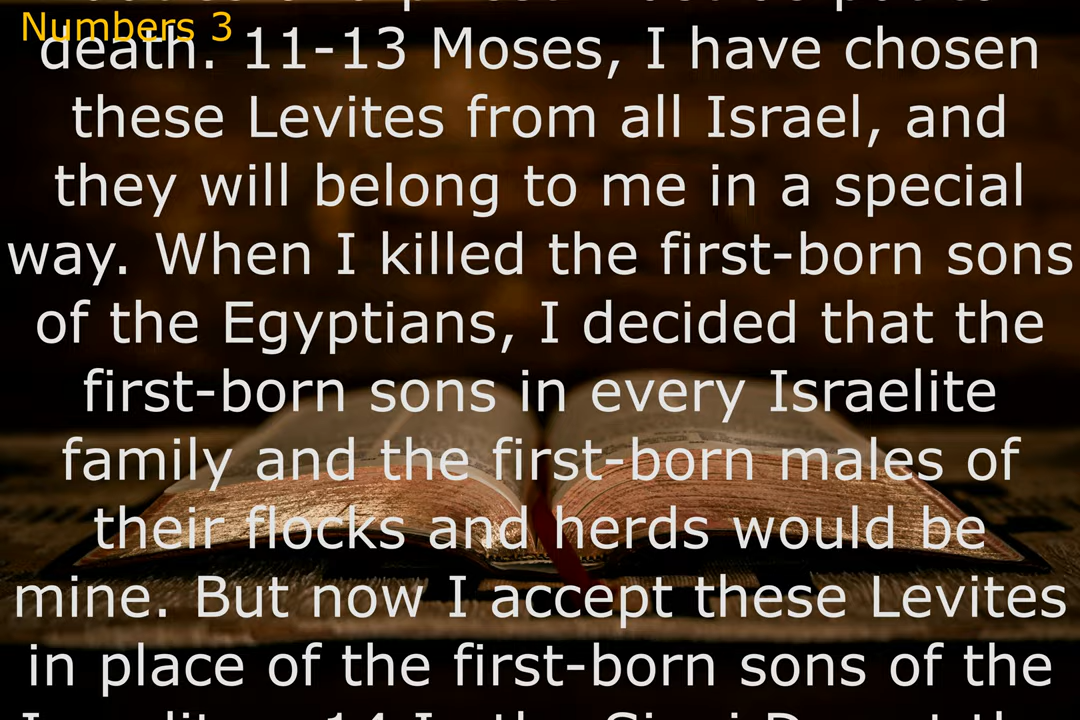 Numbers 3
death. 11-13 Moses, I have chosen
these Levites from all Israel, and
they will belong to me in a special
way. When I killed the first-born sons
of the Egyptians, I decided that the
first-born sons in every Israelite
family and the first-born males of
their flocks and herds would be
mine. But now I accept these Levites
in place of the first-born sons of the